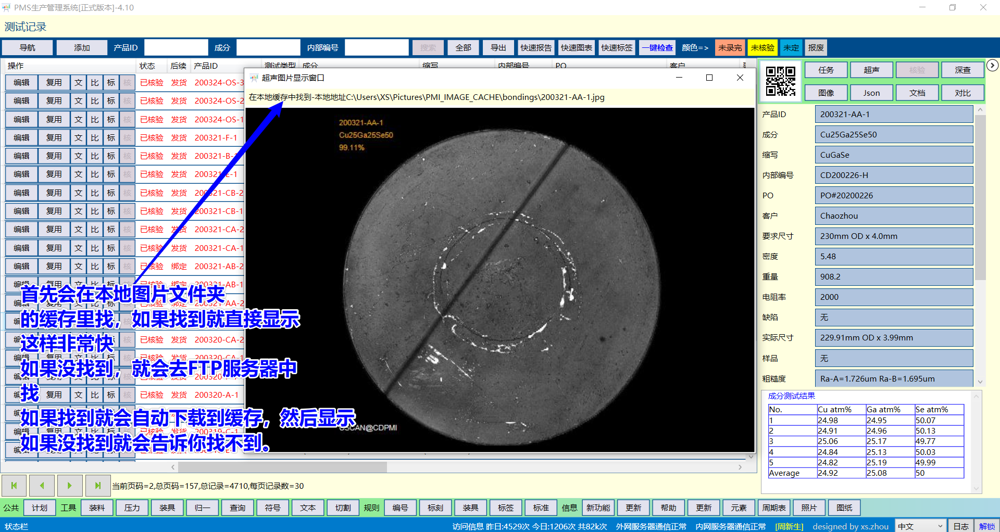 PMS生产管理系统[正式版本]-4.10
测试记录
导航 添加 产品ID 成分 内部编号 搜索 全部 导出 快速报告 快速图表 快速标签 一键检查 颜色=> 未录完 未核验 未定 报废
操作 状态 后续 产品ID 测试类型 成分 缩写 内部编号 PO 客户
编辑 复用 文 比 标 核 已核验 发货 200324-OS-3
编辑 复用 文 比 标 核 已核验 发货 200324-OS-2
编辑 复用 文 比 标 核 已核验 发货 200324-OS-1
编辑 复用 文 比 标 核 已核验 发货 200321-F-1
编辑 复用 文 比 标 核 已核验 发货 200321-B-1
编辑 复用 文 比 标 核 已核验 发货 200321-E-1
编辑 复用 文 比 标 核 已核验 发货 200321-CB-2
编辑 复用 文 比 标 核 已核验 发货 200321-CB-1
编辑 复用 文 比 标 核 已核验 发货 200321-CA-2
编辑 复用 文 比 标 核 已核验 发货 200321-CA-1
编辑 复用 文 比 标 核 已核验 绑定 200321-AB-2
编辑 复用 文 比 标 核 已核验 绑定 200321-AB-1
已核验 发货 200320-CA-2
200320-CA-1
复用 文 比 标 核 已核验 发货 200320-A-1
超声图片显示窗口
在本地缓存中找到-本地地址C:\Users\XS\Pictures\PMI_IMAGE_CACHE\bondings\200321-AA-1.jpg
200321-AA-1
Cu25Ga25Se50
99.11%
CSCAN@CDPMI
首先会在本地图片文件夹
的缓存里找，如果找到就直接显示
这样非常快
如果没找到，就会去FTP服务器中
找
如果找到就会自动下载到缓存，然后显示
如果没找到就会告诉你找不到。
任务 超声 核验 深查
图像 Json 文档 对比
产品ID 200321-AA-1
成分 Cu25Ga25Se50
缩写 CuGaSe
内部编号 CD200226-H
PO PO#20200226
客户 Chaozhou
要求尺寸 230mm OD x 4.0mm
密度 5.48
重量 908.2
电阻率 2000
缺陷 无
实际尺寸 229.91mm OD x 3.99mm
样品 无
粗糙度 Ra-A=1.726um Ra-B=1.695um
成分测试结果
No. Cu atm% Ga atm% Se atm%
1 24.98 24.95 50.07
2 24.91 24.96 50.13
3 25.06 25.17 49.77
4 24.84 25.13 50.03
5 24.82 25.19 49.99
Average 24.92 25.08 50
当前页码=2,总页码=157,总记录=4710,每页记录数=30
公共 计划 工具 装料 压力 装具 归一 查询 符号 文本 切割 规则 编号 标刻 装具 标签 标准 信息 新功能 更新 帮助 更新 元素 周期表 照片 图纸
状态栏 访问信息 昨日:4529次 今日:1206次 共82k次 外网服务器通信正常 内网服务器通信正常 [周新生] designed by xs.zhou 中文 日志 解锁